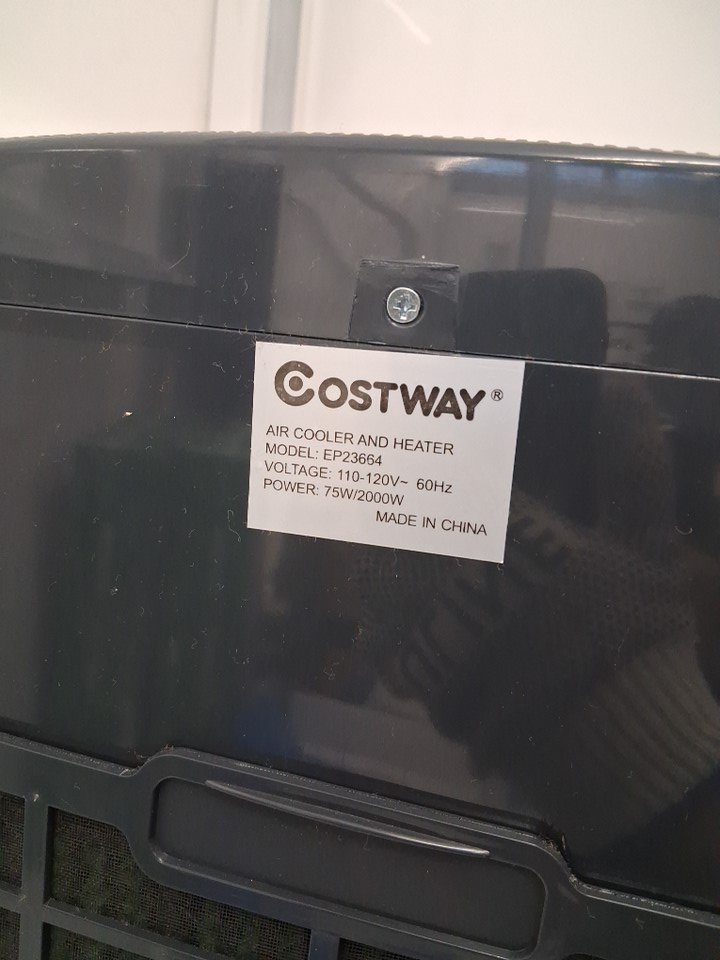 COSTWAY®
AIR COOLER AND HEATER
MODEL: EP23664
VOLTAGE: 110-120V~ 60Hz
POWER: 75W/2000W
MADE IN CHINA